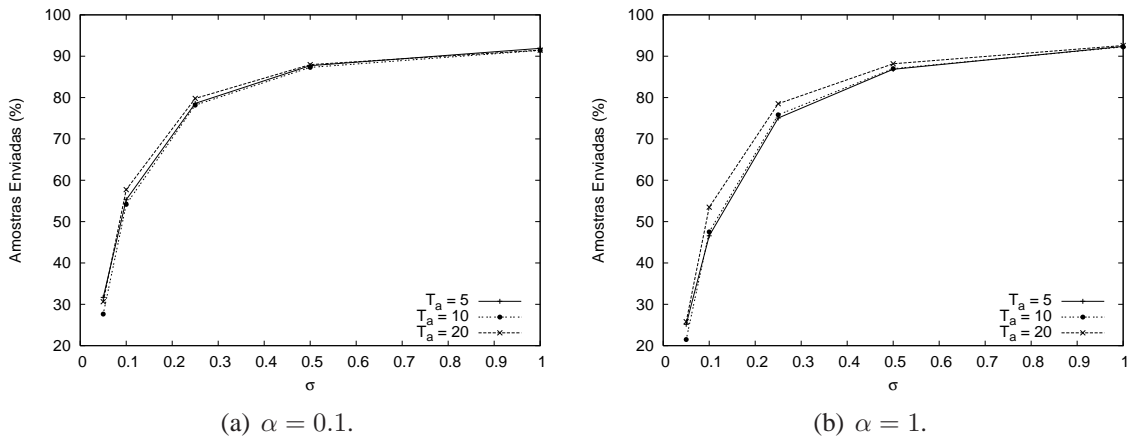 100
90
80
70
60
50
40
30
20
Amostras Enviadas (%)
T_a = 5
T_a = 10
T_a = 20
0 0.1 0.2 0.3 0.4 0.5 0.6 0.7 0.8 0.9 1
σ
(a) α = 0.1.
100
90
80
70
60
50
40
30
20
Amostras Enviadas (%)
T_a = 5
T_a = 10
T_a = 20
0 0.1 0.2 0.3 0.4 0.5 0.6 0.7 0.8 0.9 1
σ
(b) α = 1.